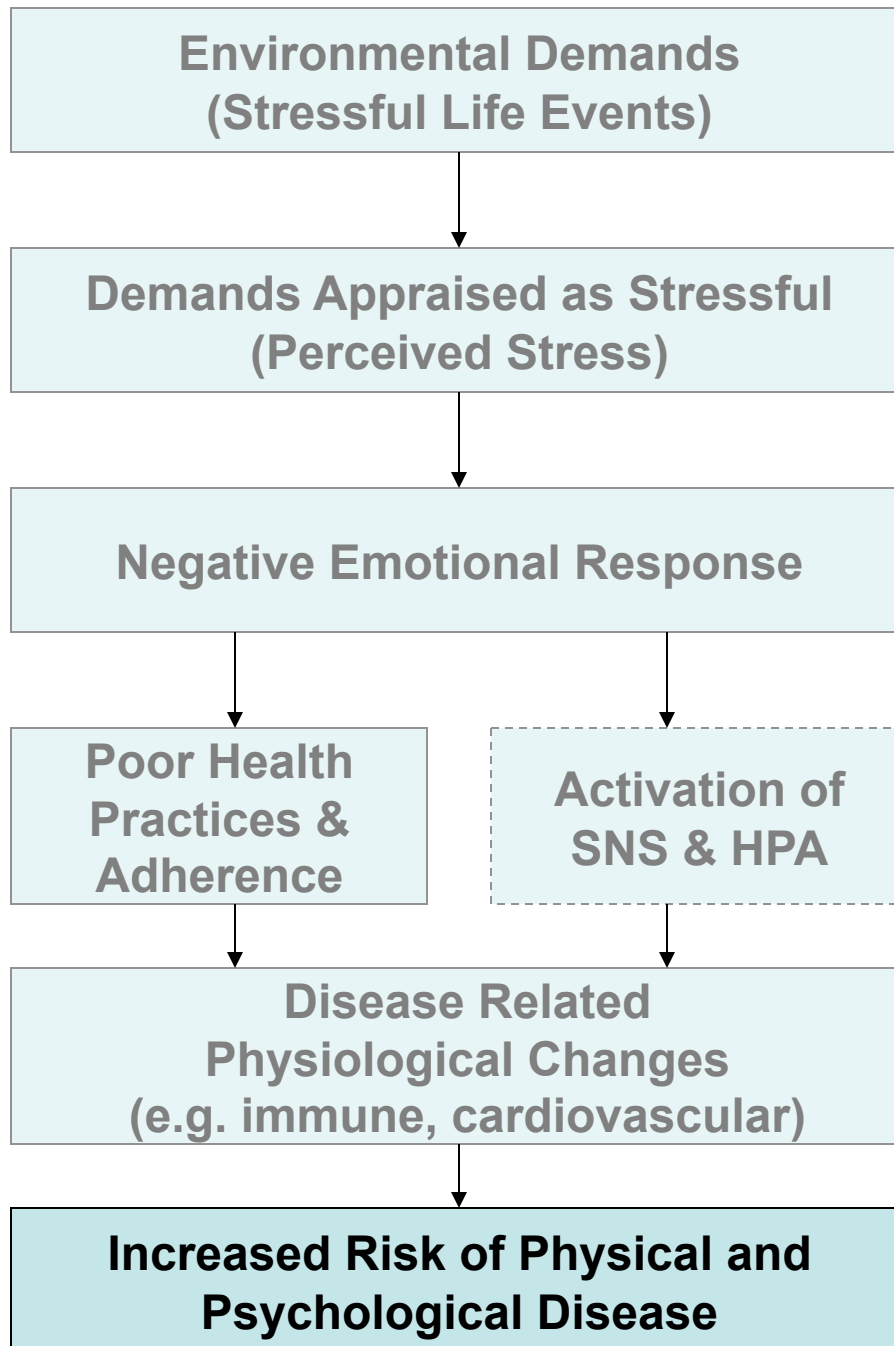 Environmental Demands
(Stressful Life Events)
Demands Appraised as Stressful
(Perceived Stress)
Negative Emotional Response
Poor Health
Practices &
Adherence
Activation of
SNS & HPA
Disease Related
Physiological Changes
(e.g. immune, cardiovascular)
Increased Risk of Physical and
Psychological Disease